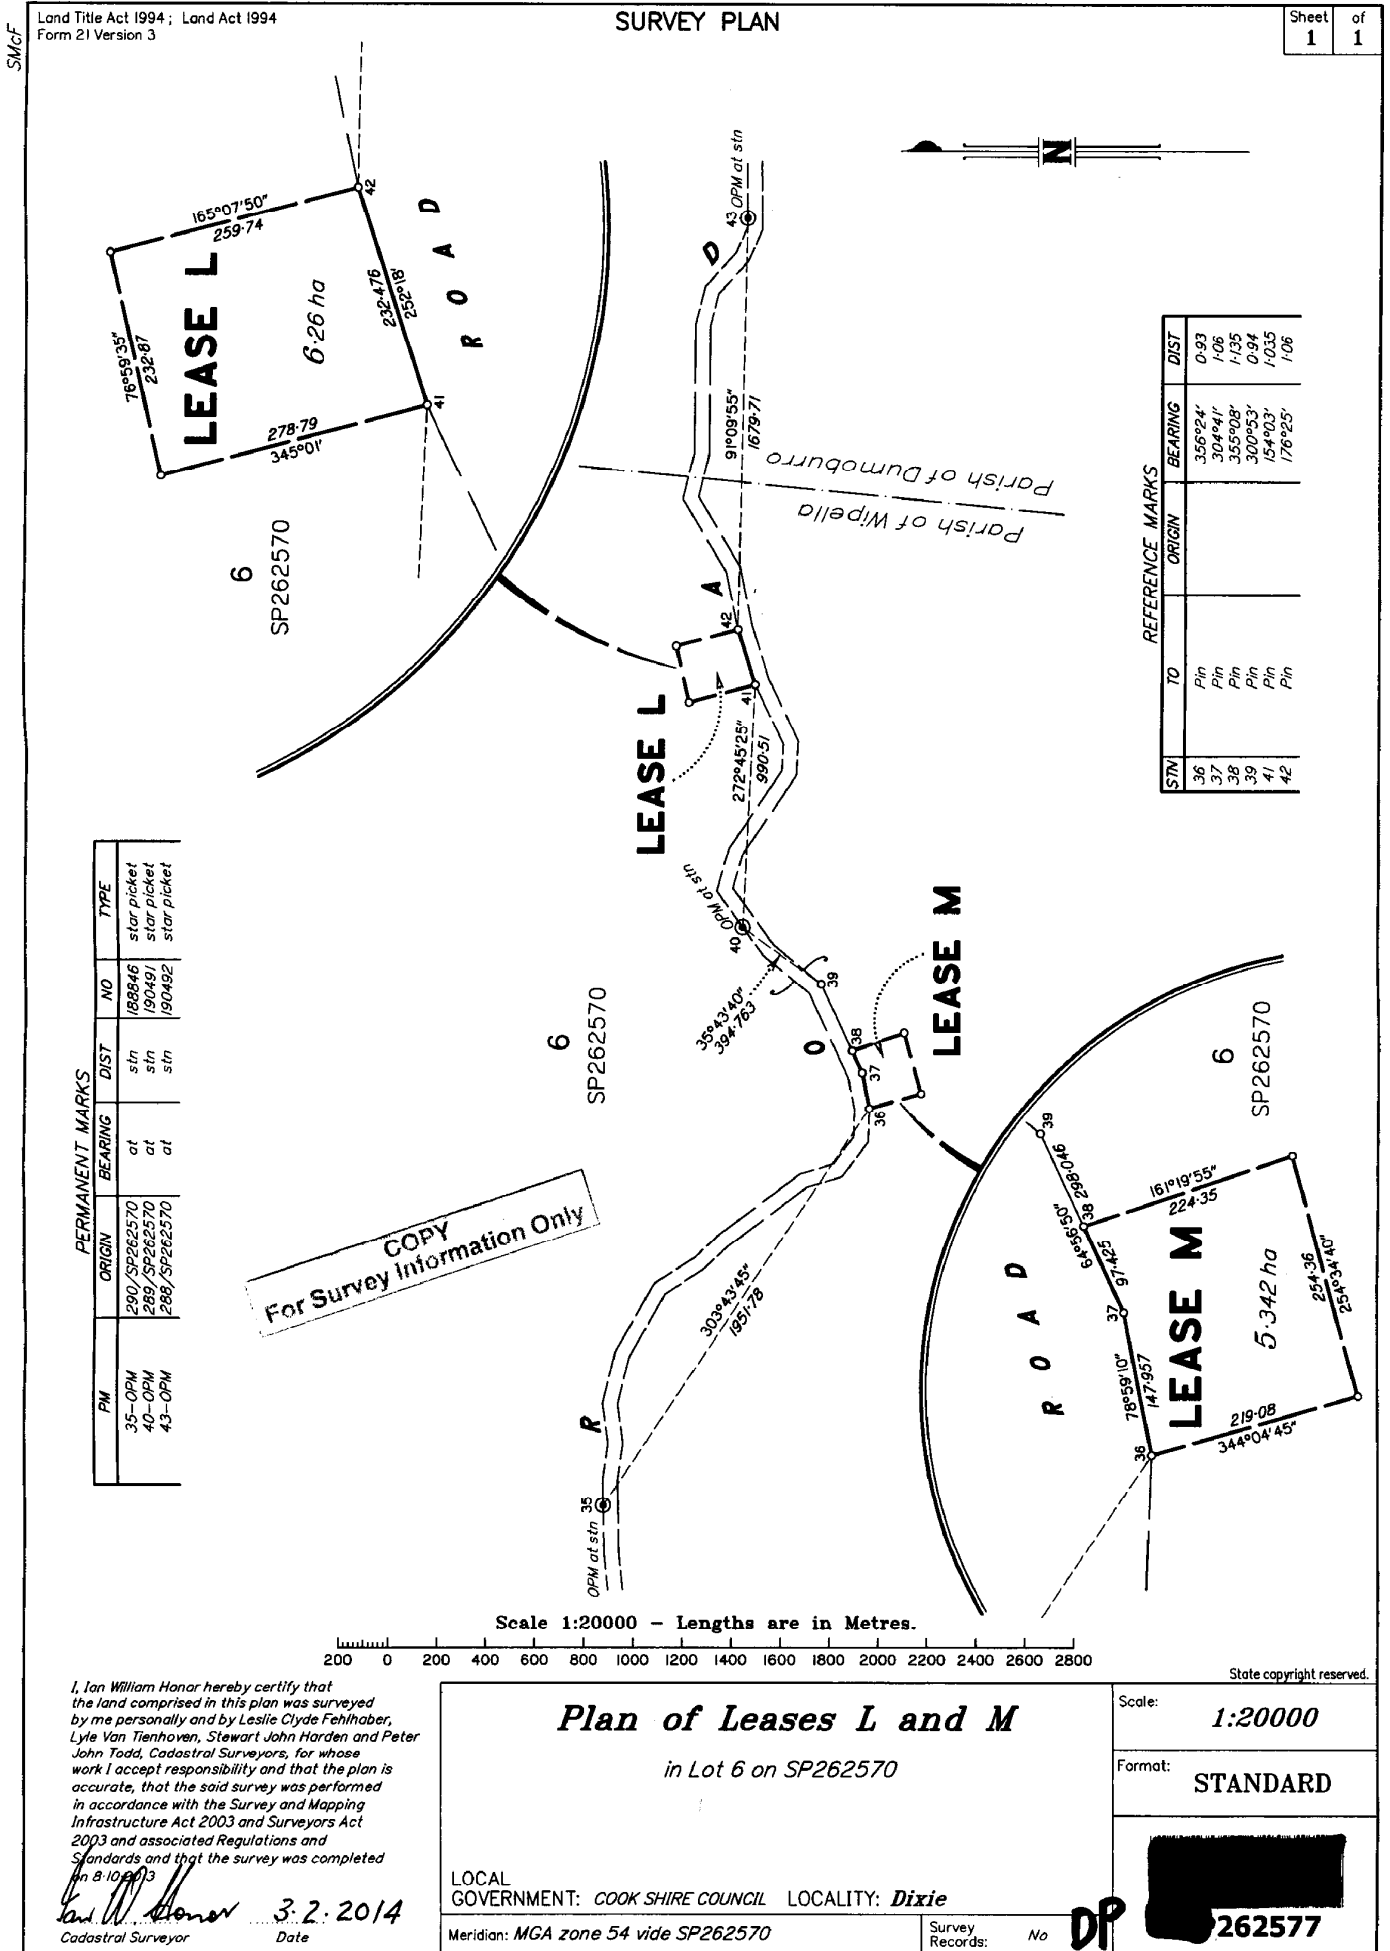 SMcF
Land Title Act 1994 ; Land Act 1994
Form 21 Version 3
SURVEY PLAN
Sheet
1
of
1
N
165°07'50"
259·74
42
76°59'35"
232·87
LEASE L
6·26 ha
232·476
252°18'
R O A D
278·79
345°01'
41
6
SP262570
43 OPM at stn
91°09'55"
1679·71
Parish of Dumoburro
Parish of Wipella
R O A D
42
41
LEASE L
272°45'25"
990·51
REFERENCE MARKS
STN TO ORIGIN BEARING DIST
36 Pin 356°24' 0·93
37 Pin 304°41' 1·06
38 Pin 355°08' 1·135
39 Pin 300°53' 0·94
41 Pin 154°03' 1·035
42 Pin 176°25' 1·06
PERMANENT MARKS
PM ORIGIN BEARING DIST NO TYPE
35-OPM 290/SP262570 at stn 188846 star picket
40-OPM 289/SP262570 at stn 190491 star picket
43-OPM 288/SP262570 at stn 190492 star picket
40 OPM at stn
39
35°43'40"
394·763
38
37
36
LEASE M
6
SP262570
COPY
For Survey Information Only
303°43'45"
1951·78
35
OPM at stn
6
SP262570
39
298·046
64°56'50"
38
97·425
37
161°19'55"
224·35
R O A D
78°59'10"
147·957
36
LEASE M
5·342 ha
254·36
254°34'40"
219·08
344°04'45"
Scale 1:20000 – Lengths are in Metres.
200 0 200 400 600 800 1000 1200 1400 1600 1800 2000 2200 2400 2600 2800
State copyright reserved.
I, Ian William Honor hereby certify that
the land comprised in this plan was surveyed
by me personally and by Leslie Clyde Fehlhaber,
Lyle Van Tienhoven, Stewart John Harden and Peter
John Todd, Cadastral Surveyors, for whose
work I accept responsibility and that the plan is
accurate, that the said survey was performed
in accordance with the Survey and Mapping
Infrastructure Act 2003 and Surveyors Act
2003 and associated Regulations and
Standards and that the survey was completed
on 8·10·2013
Ian W. Honor 3·2·2014
Cadastral Surveyor Date
Plan of Leases L and M
in Lot 6 on SP262570
LOCAL
GOVERNMENT: COOK SHIRE COUNCIL LOCALITY: Dixie
Meridian: MGA zone 54 vide SP262570
Survey
Records: No
Scale:
1:20000
Format:
STANDARD
DP
262577